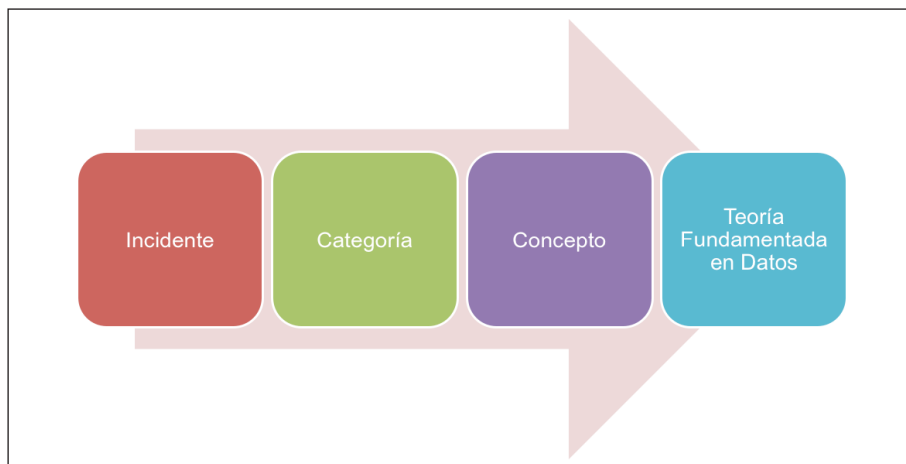 Incidente
Categoría
Concepto
Teoría
Fundamentada
en Datos